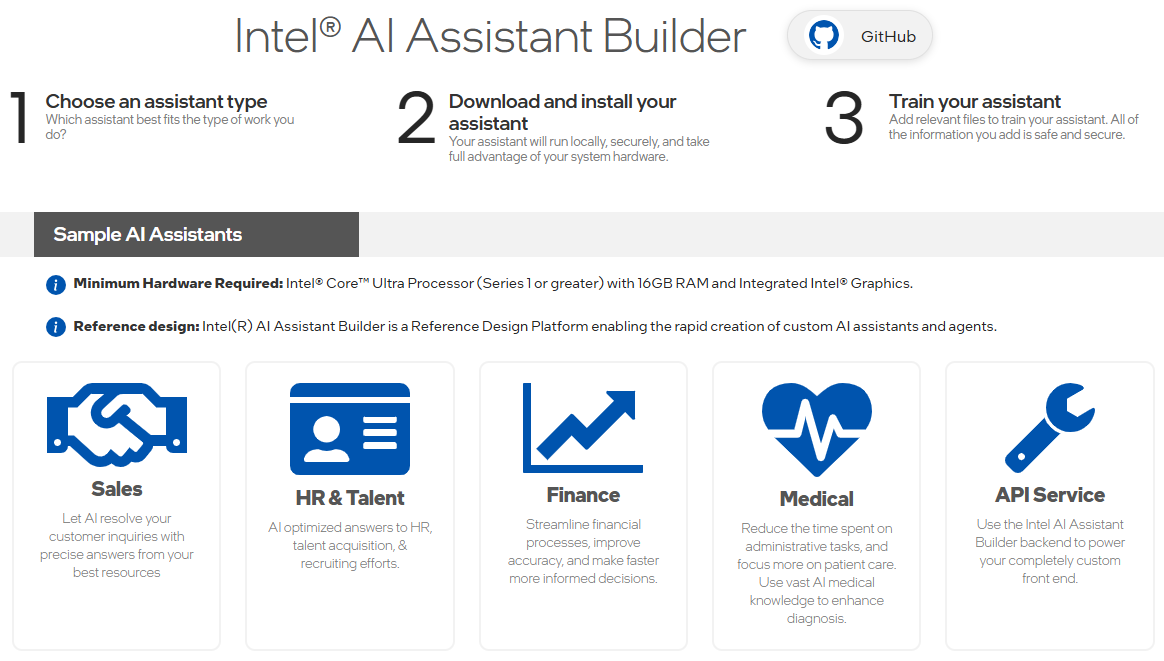 Intel® AI Assistant Builder
GitHub
1
Choose an assistant type
Which assistant best fits the type of work you
do?
2
Download and install your
assistant
Your assistant will run locally, securely, and take
full advantage of your system hardware.
3
Train your assistant
Add relevant files to train your assistant. All of
the information you add is safe and secure.
Sample AI Assistants
i Minimum Hardware Required: Intel® Core™ Ultra Processor (Series 1 or greater) with 16GB RAM and Integrated Intel® Graphics.
i Reference design: Intel(R) AI Assistant Builder is a Reference Design Platform enabling the rapid creation of custom AI assistants and agents.
Sales
Let AI resolve your
customer inquiries with
precise answers from your
best resources
HR & Talent
AI optimized answers to HR,
talent acquisition, &
recruiting efforts.
Finance
Streamline financial
processes, improve
accuracy, and make faster
more informed decisions.
Medical
Reduce the time spent on
administrative tasks, and
focus more on patient care.
Use vast AI medical
knowledge to enhance
diagnosis.
API Service
Use the Intel AI Assistant
Builder backend to power
your completely custom
front end.